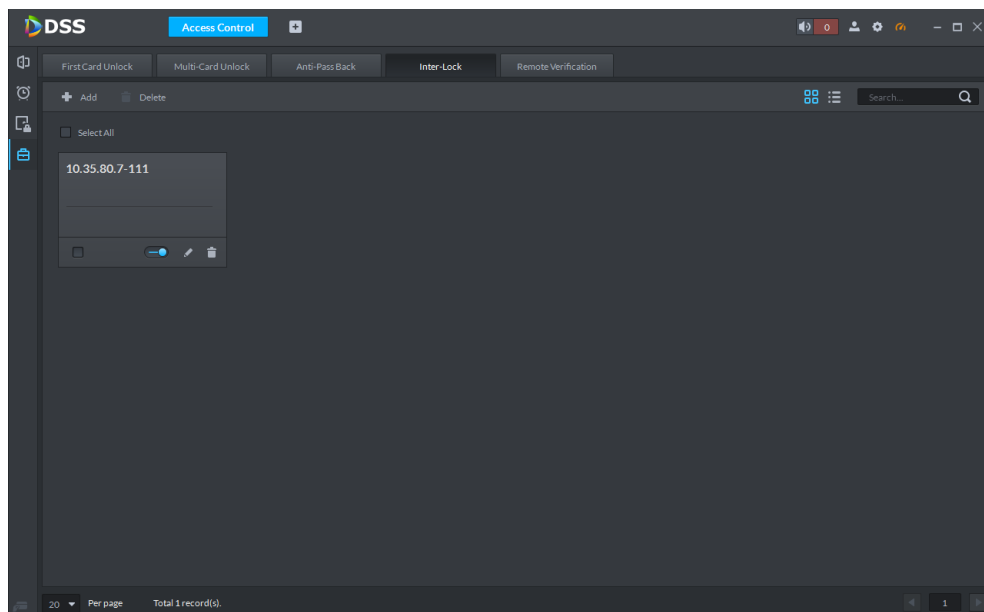 DSS Access Control 0
First Card Unlock Multi-Card Unlock Anti-Pass Back Inter-Lock Remote Verification
Add Delete Search...
Select All
10.35.80.7-111
20 Per page Total 1 record(s). 1